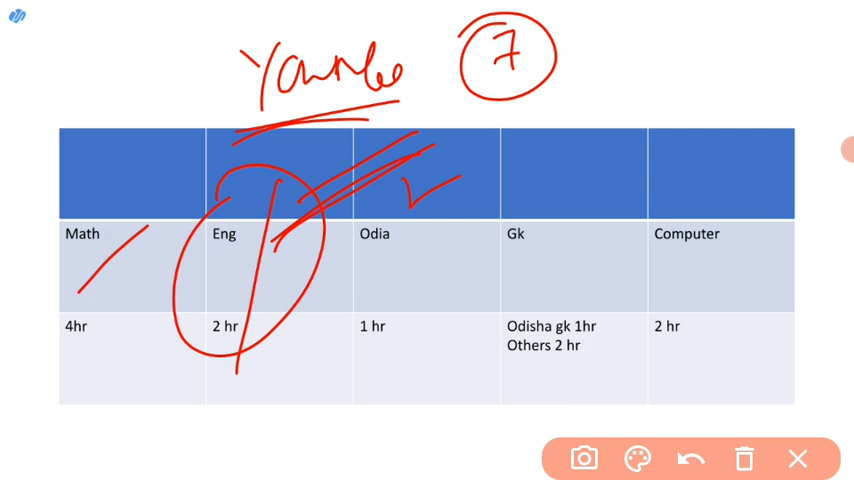 7
Math Eng Odia Gk Computer
4hr 2 hr 1 hr Odisha gk 1hr 2 hr
Others 2 hr